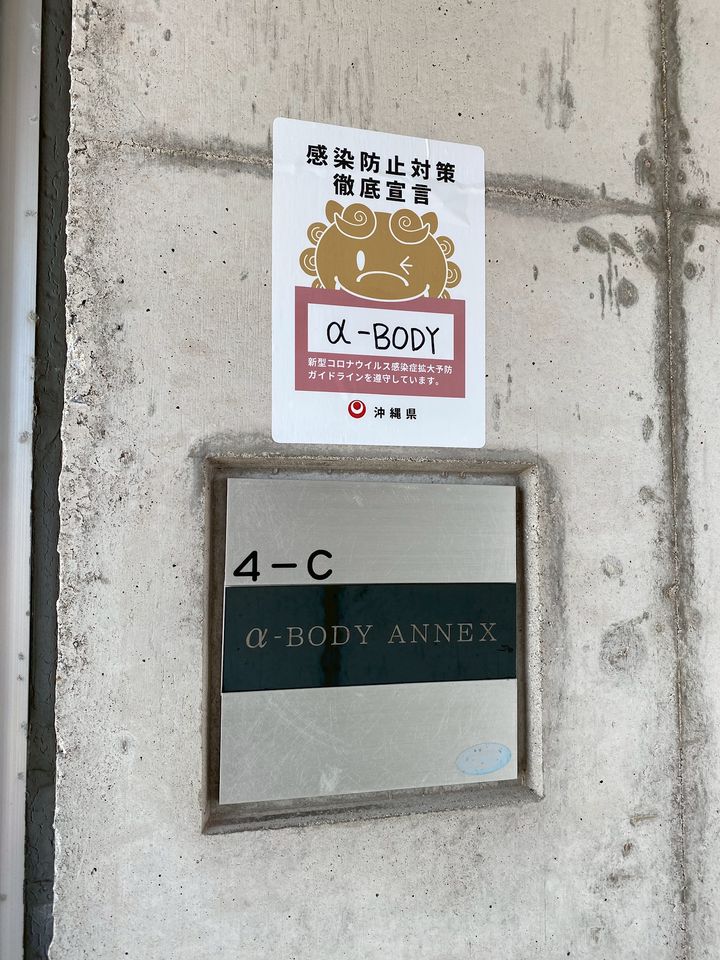 感染防止対策
徹底宣言
α-BODY
新型コロナウイルス感染症拡大予防
ガイドラインを遵守しています。
沖縄県
4-C
α-BODY ANNEX